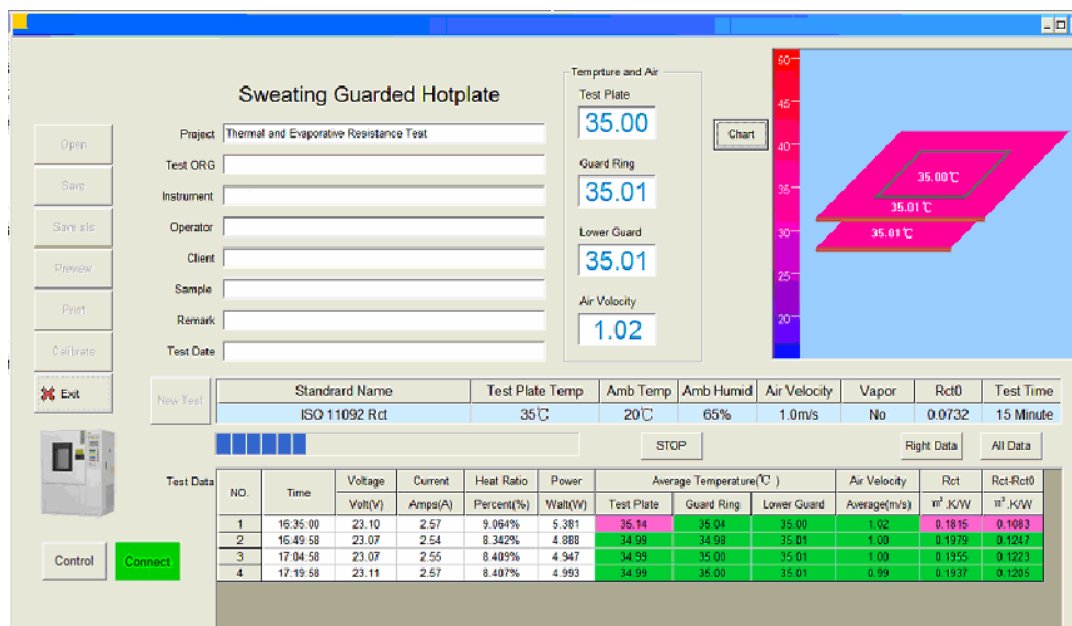 Sweating Guarded Hotplate
Open
Save
Save xls
Preview
Print
Calibrate
Exit
Project Thermal and Evaporative Resistance Test
Test ORG
Instrument
Operator
Client
Sample
Remark
Test Date
Temprture and Air
Test Plate
35.00
Guard Ring
35.01
Lower Guard
35.01
Air Velocity
1.02
Chart
50
45
40
35
30
25
20
35.00℃
35.01℃
35.01℃
New Test
Standrard Name Test Plate Temp Amb Temp Amb Humid Air Velocity Vapor Rct0 Test Time
ISO 11092 Rct 35℃ 20℃ 65% 1.0m/s No 0.0732 15 Minute
STOP Right Data All Data
Test Data
NO. Time Voltage Current Heat Ratio Power Average Temperature(℃ ) Air Velocity Rct Rct-Rct0
Volt(V) Amps(A) Percent(%) Walt(W) Test Plate Guard Ring Lower Guard Average(m/s) m².K/W m².K/W
1 16:35:00 23.10 2.57 9.064% 5.381 35.14 35.04 35.00 1.02 0.1815 0.1083
2 16:49:58 23.07 2.54 8.342% 4.888 34.99 34.98 35.01 1.00 0.1979 0.1247
3 17:04:58 23.07 2.55 8.409% 4.947 34.99 35.00 35.01 1.00 0.1955 0.1223
4 17:19:58 23.11 2.57 8.407% 4.993 34.99 35.00 35.01 0.99 0.1937 0.1205
Control Connect